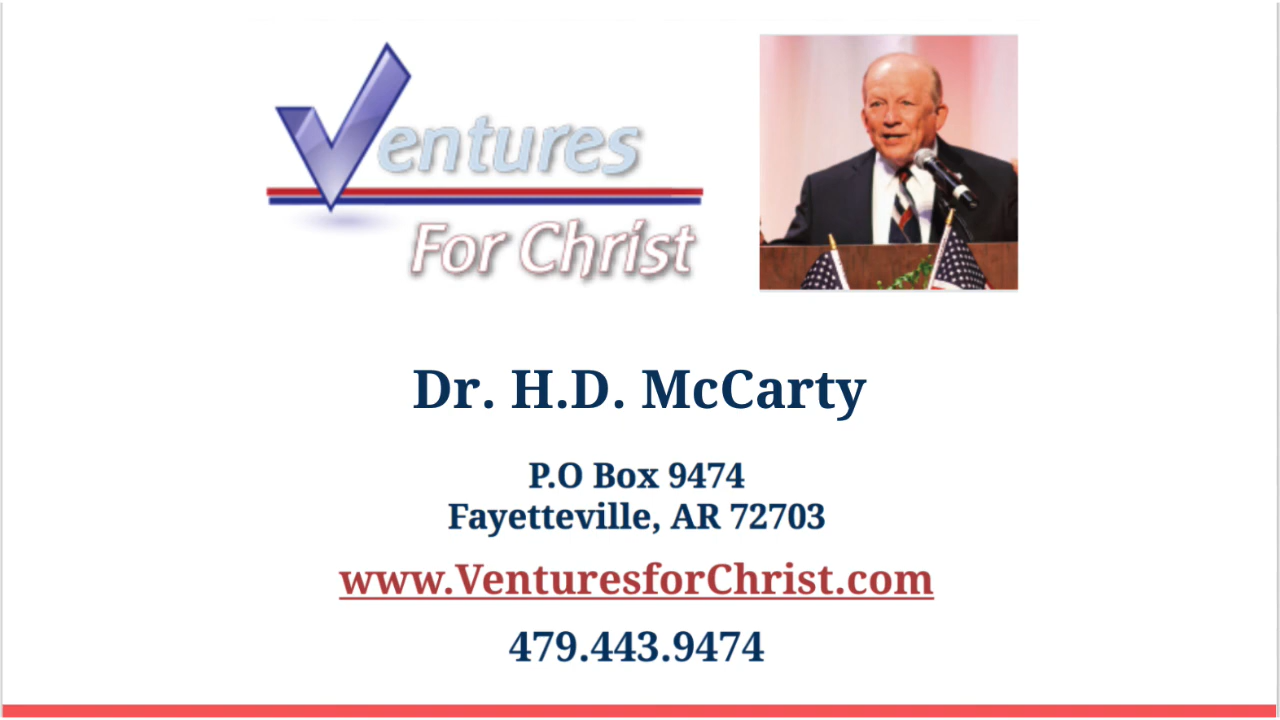 Ventures
For Christ
Dr. H.D. McCarty
P.O Box 9474
Fayetteville, AR 72703
www.VenturesforChrist.com
479.443.9474